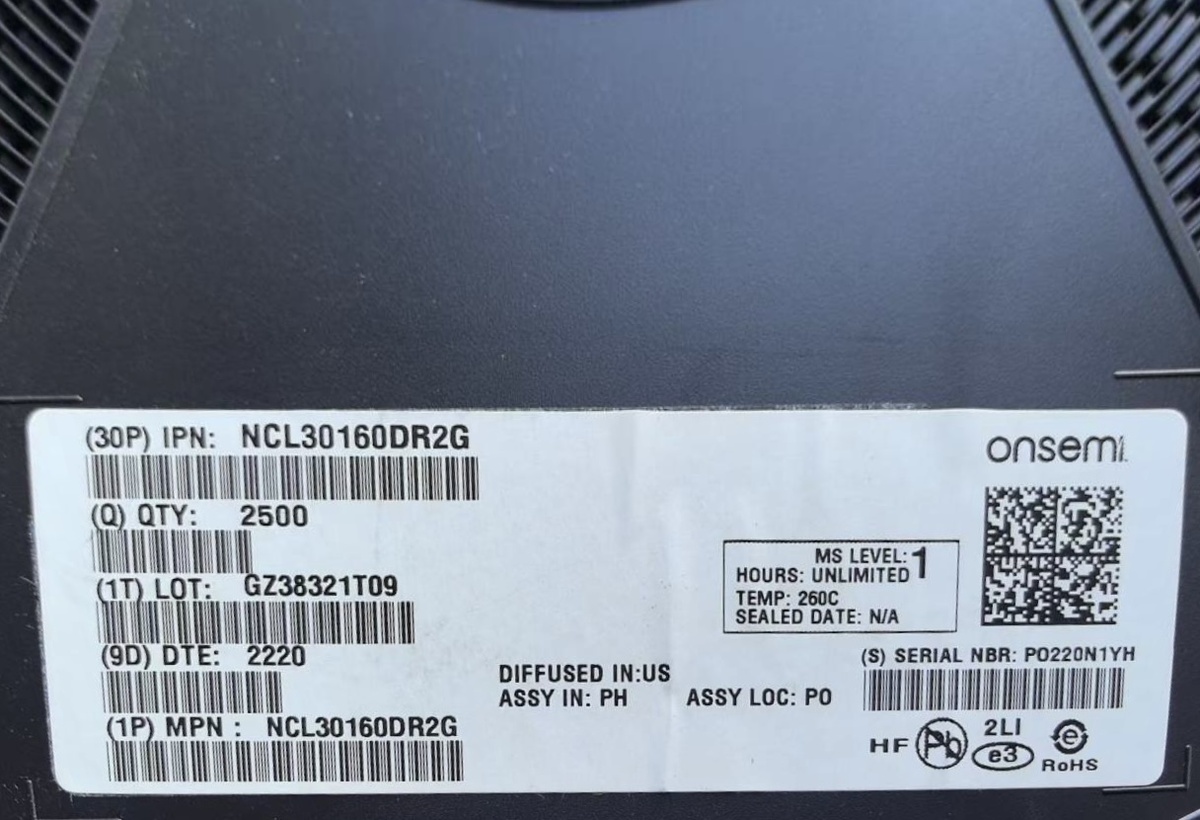 (30P) IPN: NCL30160DR2G
onsemi
(Q) QTY: 2500
(1T) LOT: GZ38321T09
MS LEVEL: 1
HOURS: UNLIMITED
TEMP: 260C
SEALED DATE: N/A
(9D) DTE: 2220
DIFFUSED IN:US
ASSY IN: PH ASSY LOC: PO
(S) SERIAL NBR: PO220N1YH
(1P) MPN : NCL30160DR2G
HF Pb 2LI e3 e RoHS